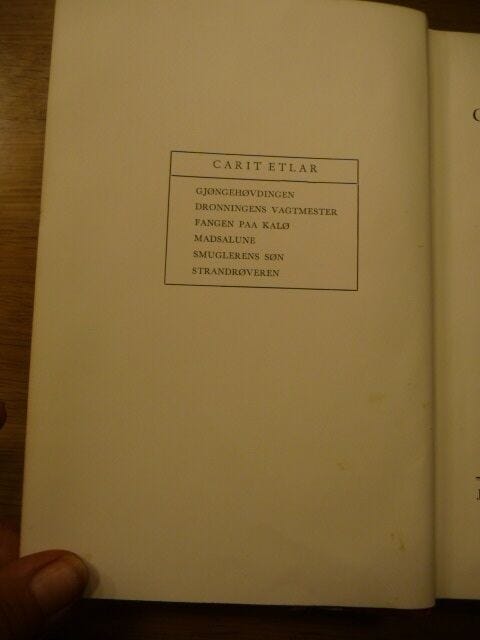 CARIT ETLAR
GJØNGEHØVDINGEN
DRONNINGENS VAGTMESTER
FANGEN PAA KALØ
MADSALUNE
SMUGLERENS SØN
STRANDRØVEREN